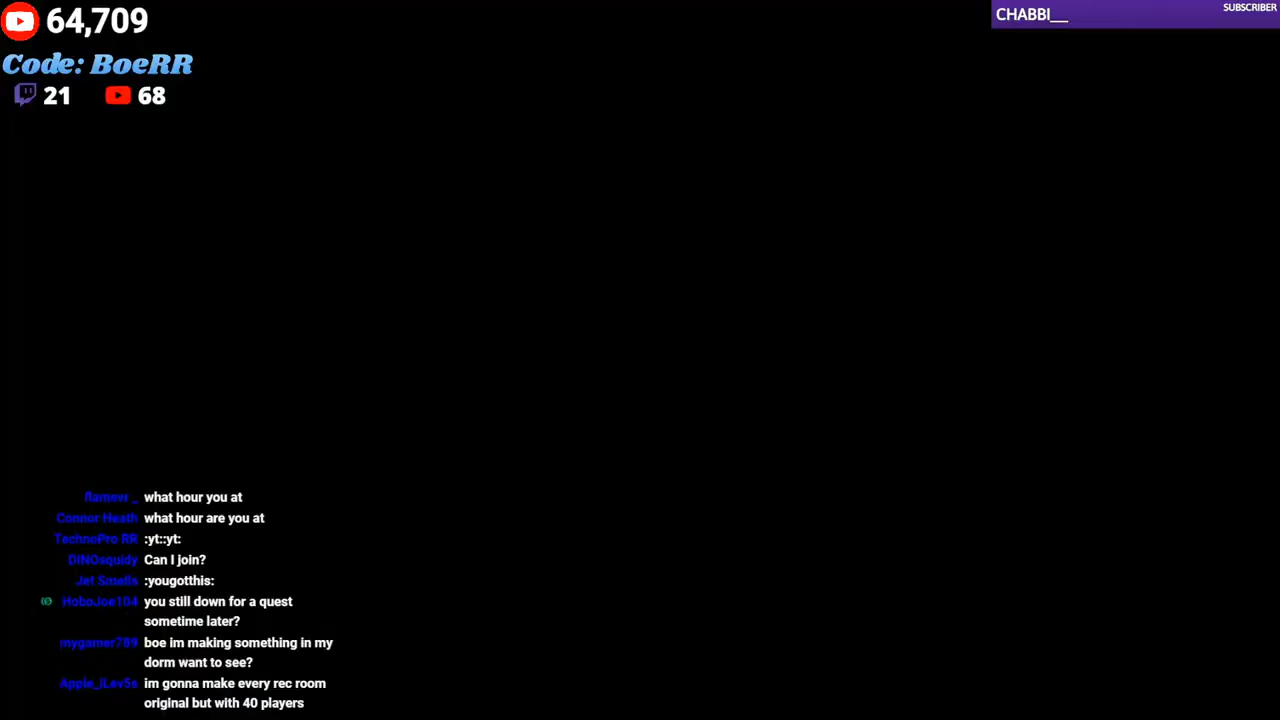 64,709
CHABBI__
SUBSCRIBER
Code: BoeRR
21
68
flamevr _ what hour you at
Connor Heath what hour are you at
TechnoPro RR :yt::yt:
DINOsquidy Can I join?
Jet Smells :yougotthis:
HoboJoe104 you still down for a quest
sometime later?
mygamer789 boe im making something in my
dorm want to see?
im gonna make every rec room
original but with 40 players